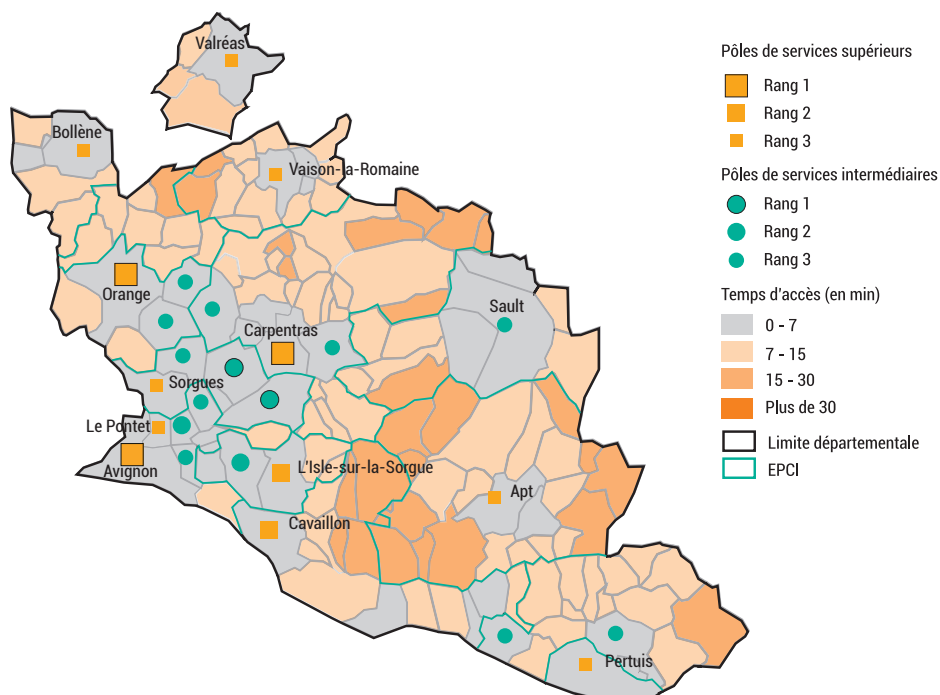 Valréas
Bollène
Vaison-la-Romaine
Orange
Sault
Carpentras
Sorgues
Le Pontet
Avignon
L'Isle-sur-la-Sorgue
Apt
Cavaillon
Pertuis
Pôles de services supérieurs
Rang 1
Rang 2
Rang 3
Pôles de services intermédiaires
Rang 1
Rang 2
Rang 3
Temps d'accès (en min)
0 - 7
7 - 15
15 - 30
Plus de 30
Limite départementale
EPCI